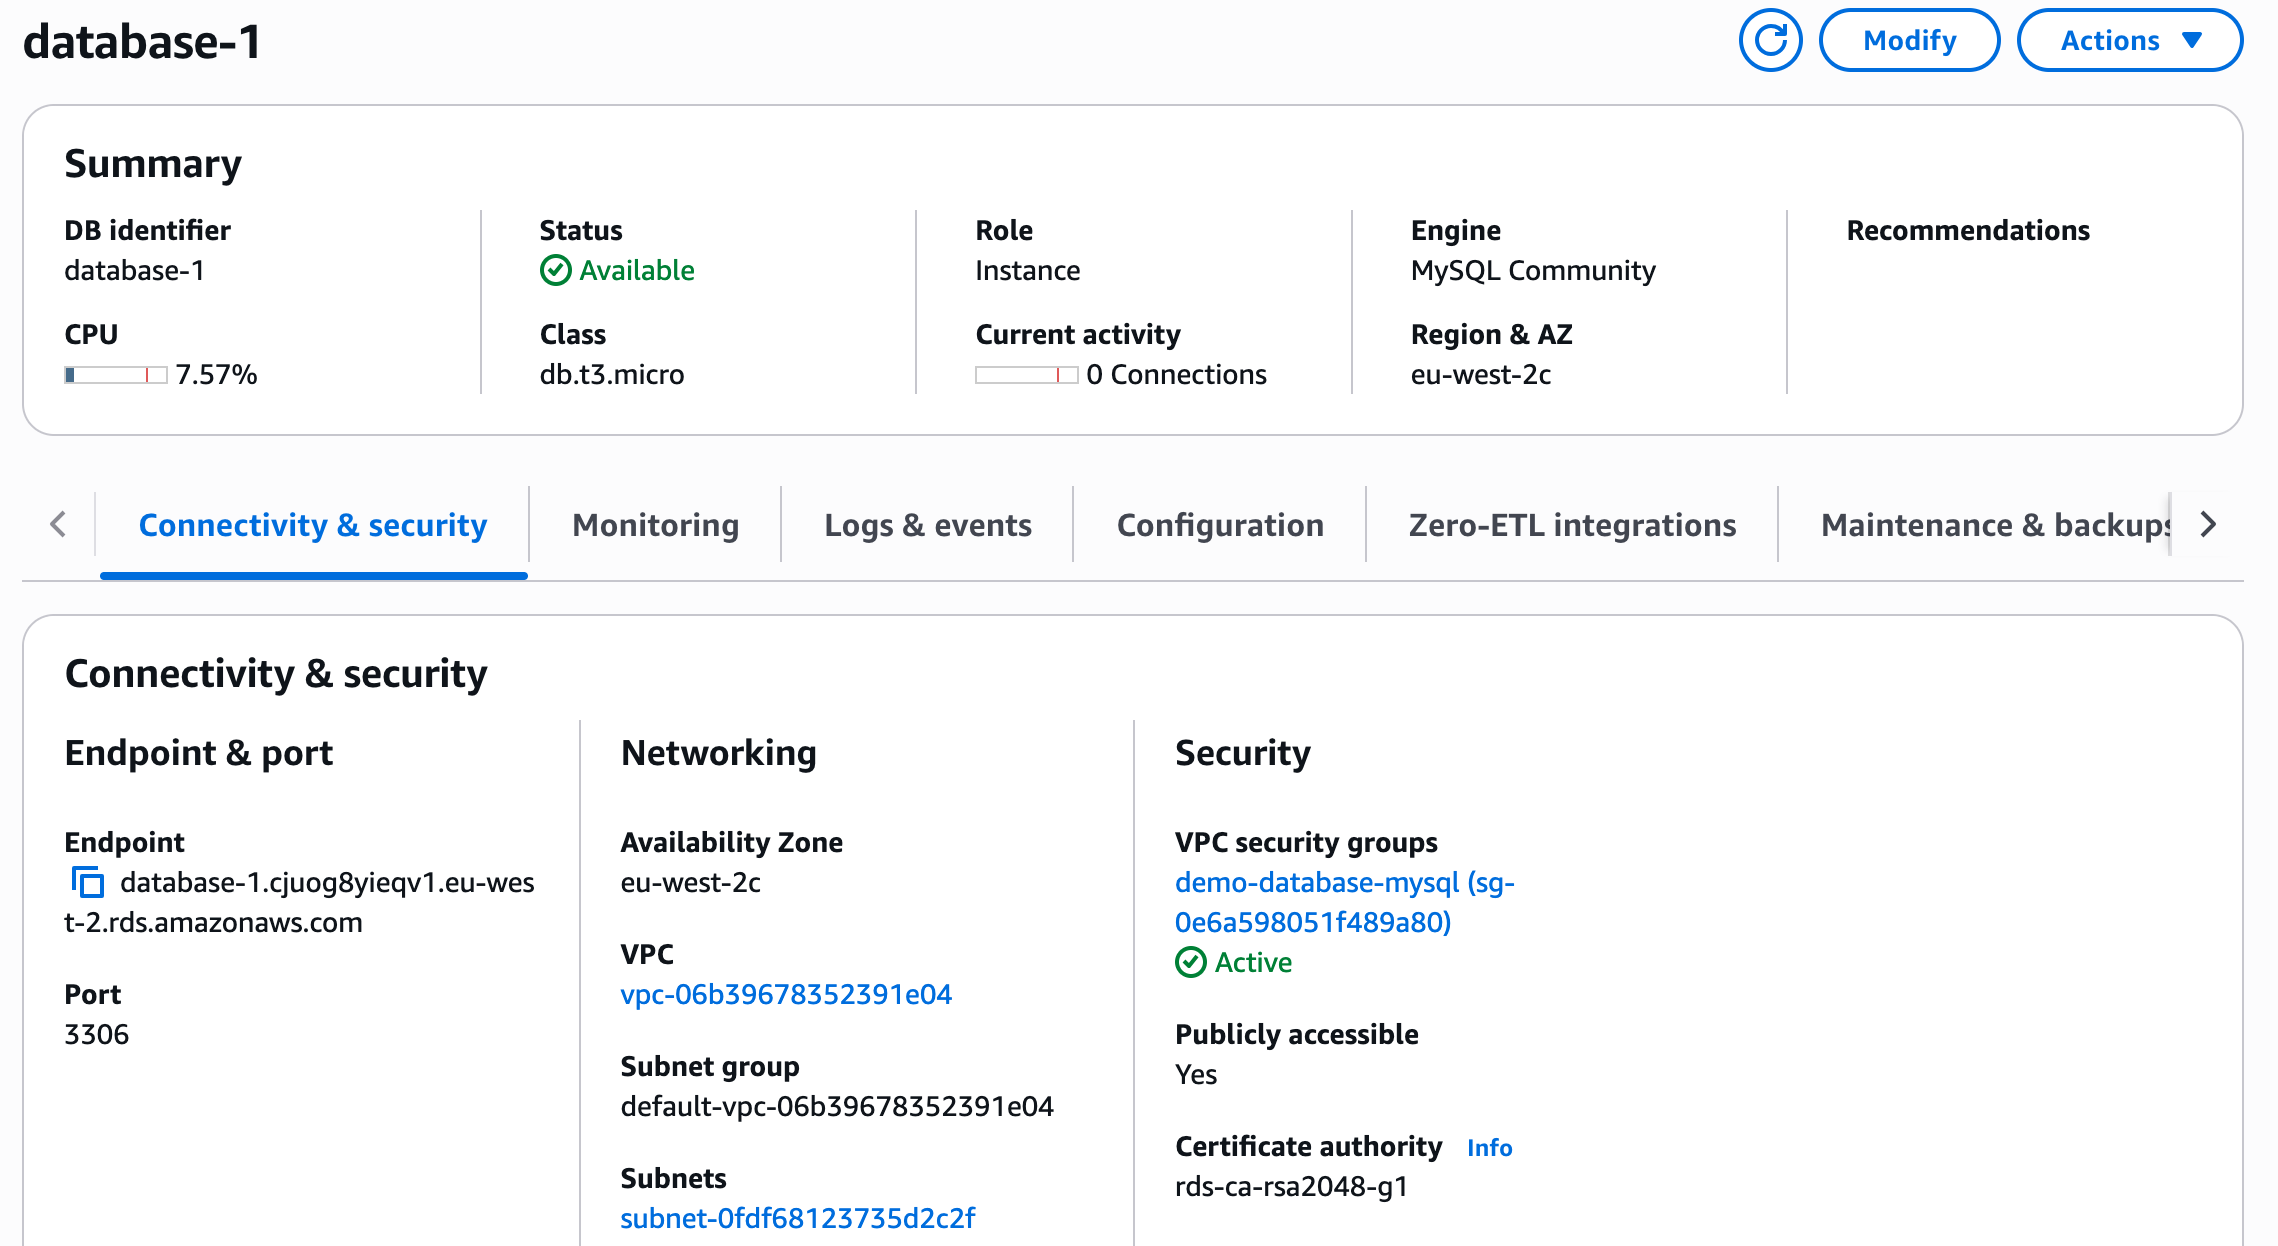 database-1
Modify
Actions
Summary
DB identifier
database-1
Status
Available
Role
Instance
Engine
MySQL Community
Recommendations
CPU
7.57%
Class
db.t3.micro
Current activity
0 Connections
Region & AZ
eu-west-2c
Connectivity & security
Monitoring
Logs & events
Configuration
Zero-ETL integrations
Maintenance & backups
Connectivity & security
Endpoint & port
Endpoint
database-1.cjuog8yieqv1.eu-wes
t-2.rds.amazonaws.com
Port
3306
Networking
Availability Zone
eu-west-2c
VPC
vpc-06b39678352391e04
Subnet group
default-vpc-06b39678352391e04
Subnets
subnet-0fdf68123735d2c2f
Security
VPC security groups
demo-database-mysql (sg-
0e6a598051f489a80)
Active
Publicly accessible
Yes
Certificate authority Info
rds-ca-rsa2048-g1